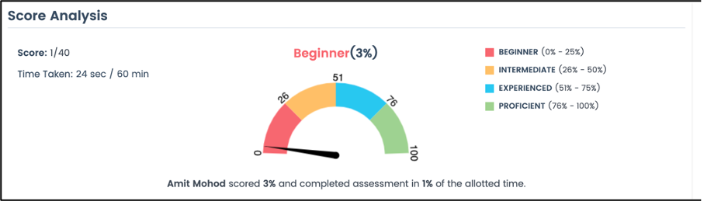 Score Analysis
Score: 1/40
Time Taken: 24 sec / 60 min
Beginner(3%)
0
26
51
76
100
BEGINNER (0% - 25%)
INTERMEDIATE (26% - 50%)
EXPERIENCED (51% - 75%)
PROFICIENT (76% - 100%)
Amit Mohod scored 3% and completed assessment in 1% of the allotted time.